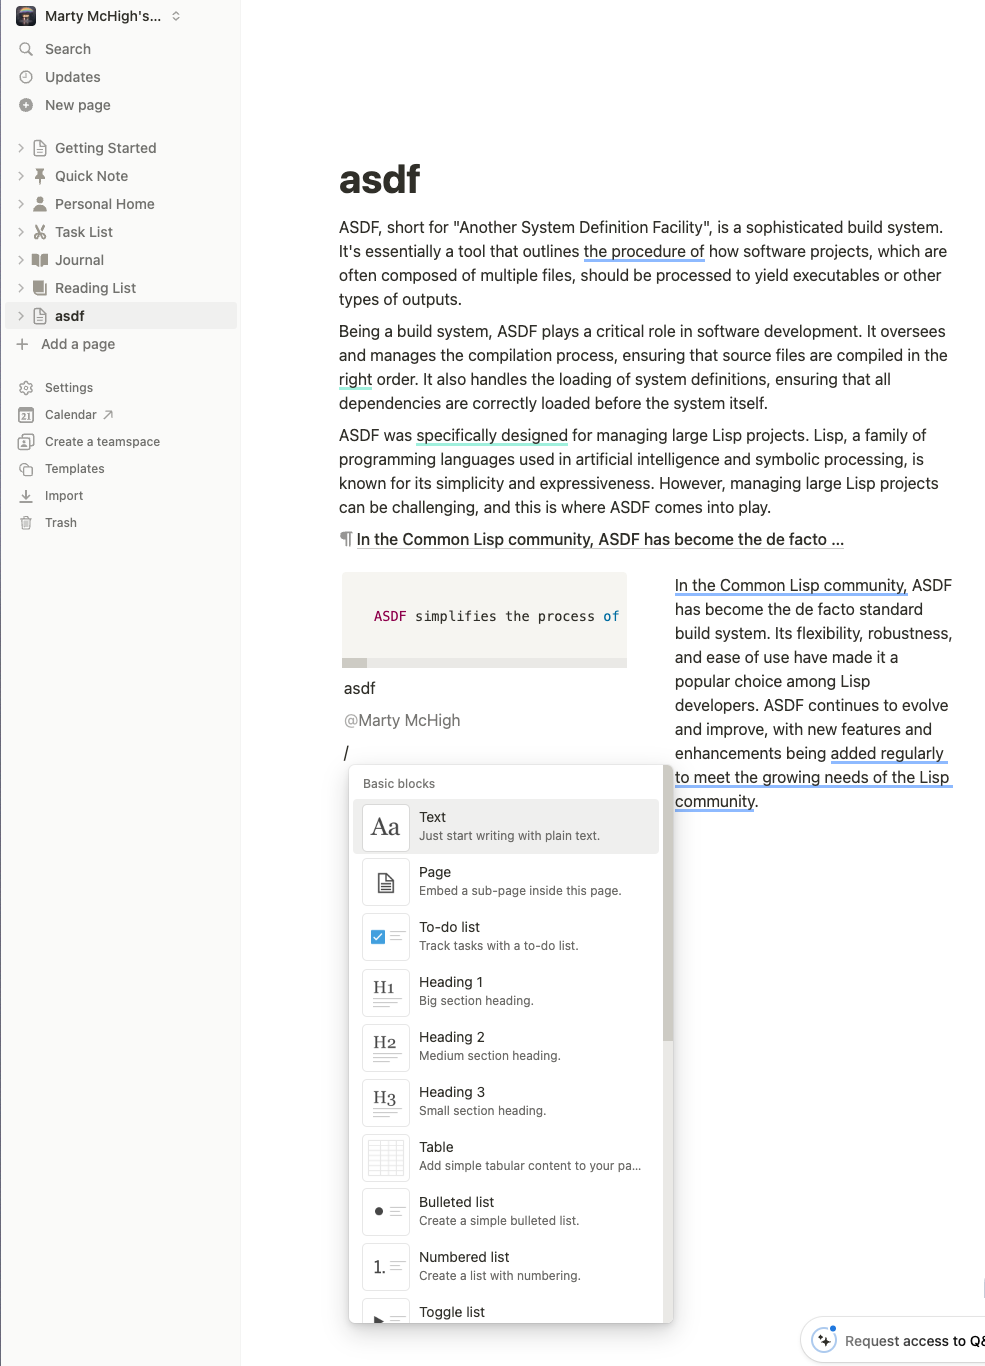 Marty McHigh's...
Search
Updates
New page
Getting Started
Quick Note
Personal Home
Task List
Journal
Reading List
asdf
Add a page
Settings
21
Calendar
Create a teamspace
Templates
Import
Trash
asdf
ASDF, short for "Another System Definition Facility", is a sophisticated build system.
It's essentially a tool that outlines the procedure of how software projects, which are
often composed of multiple files, should be processed to yield executables or other
types of outputs.
Being a build system, ASDF plays a critical role in software development. It oversees
and manages the compilation process, ensuring that source files are compiled in the
right order. It also handles the loading of system definitions, ensuring that all
dependencies are correctly loaded before the system itself.
ASDF was specifically designed for managing large Lisp projects. Lisp, a family of
programming languages used in artificial intelligence and symbolic processing, is
known for its simplicity and expressiveness. However, managing large Lisp projects
can be challenging, and this is where ASDF comes into play.
¶ In the Common Lisp community, ASDF has become the de facto ...
ASDF simplifies the process of
asdf
@Marty McHigh
/
In the Common Lisp community, ASDF
has become the de facto standard
build system. Its flexibility, robustness,
and ease of use have made it a
popular choice among Lisp
developers. ASDF continues to evolve
and improve, with new features and
enhancements being added regularly
to meet the growing needs of the Lisp
community.
Basic blocks
Aa
Text
Just start writing with plain text.
Page
Embed a sub-page inside this page.
To-do list
Track tasks with a to-do list.
H1
Heading 1
Big section heading.
H2
Heading 2
Medium section heading.
H3
Heading 3
Small section heading.
Table
Add simple tabular content to your pa...
Bulleted list
Create a simple bulleted list.
1.
Numbered list
Create a list with numbering.
Toggle list
Request access to Q&